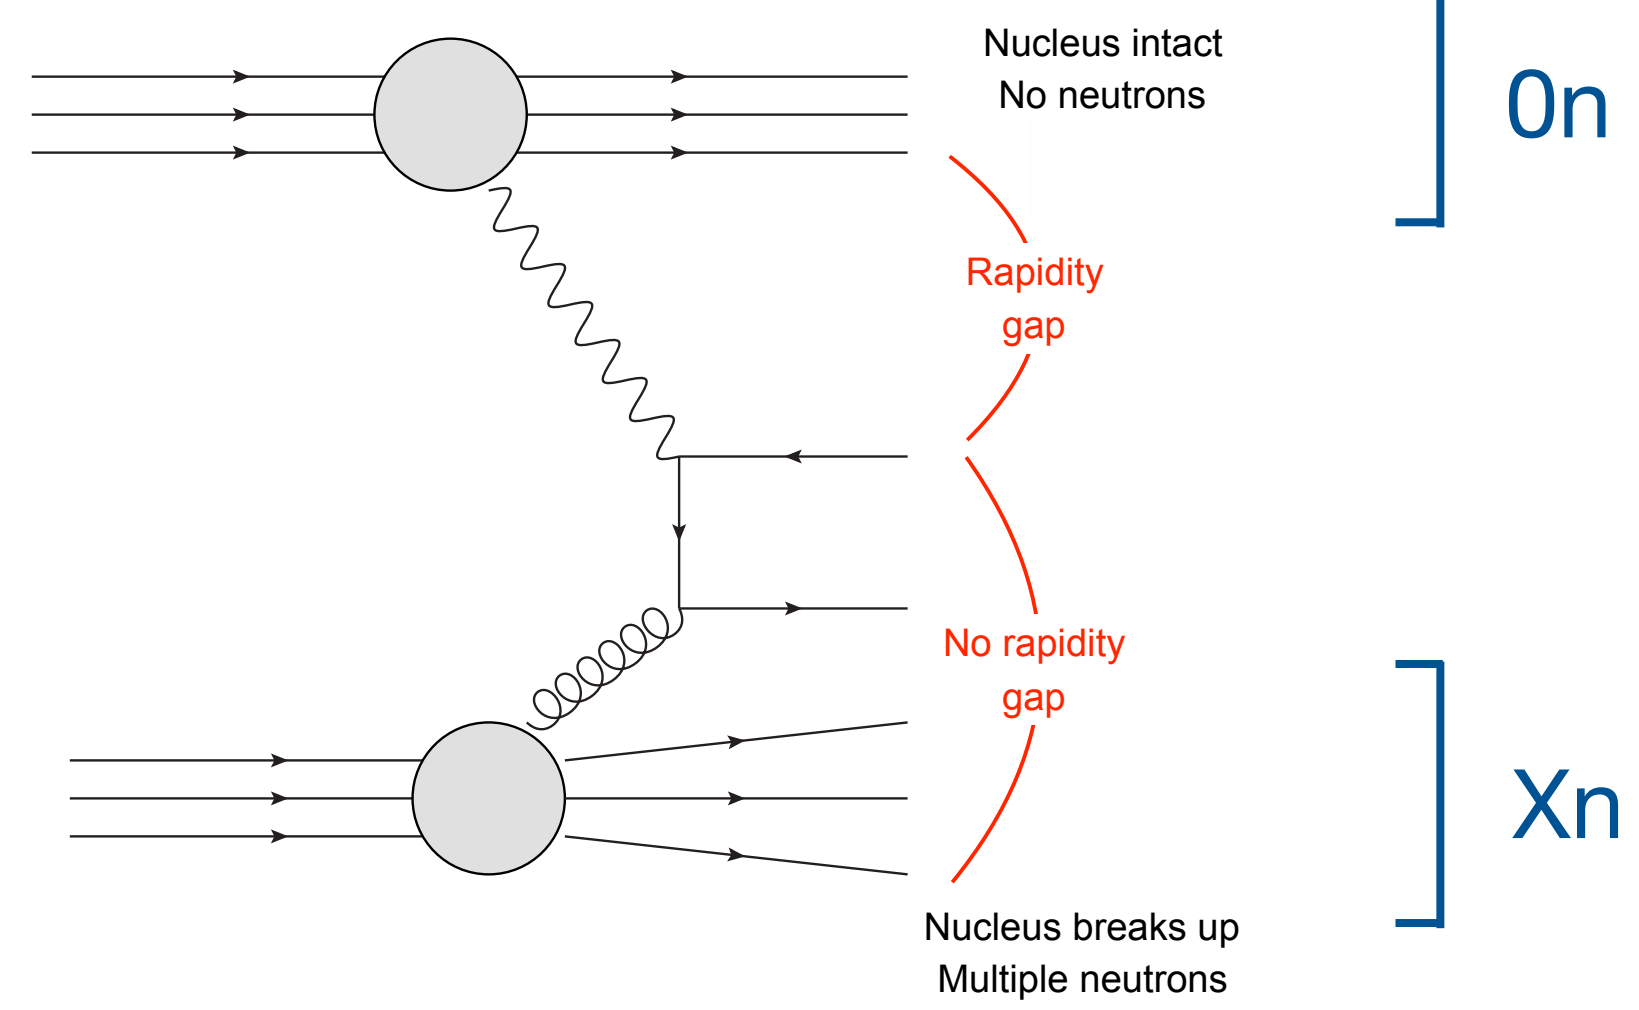 Nucleus intact
No neutrons
0n
Rapidity
gap
No rapidity
gap
Xn
Nucleus breaks up
Multiple neutrons